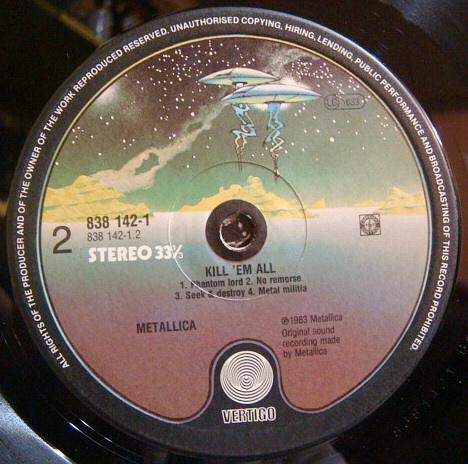 ALL RIGHTS OF THE PRODUCER AND OF THE OWNER OF THE WORK REPRODUCED RESERVED. UNAUTHORISED COPYING, HIRING, LENDING, PUBLIC PERFORMANCE AND BROADCASTING OF THIS RECORD PROHIBITED.
LC 1633
2
838 142-1
838 142-1.2
STEREO 33⅓
KILL 'EM ALL
1. Phantom lord 2. No remorse
3. Seek & destroy 4. Metal militia
METALLICA
℗1983 Metallica
Original sound
recording made
by Metallica
VERTIGO